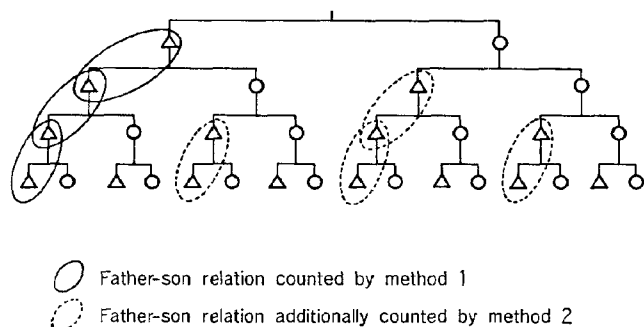 Father-son relation counted by method 1
Father-son relation additionally counted by method 2